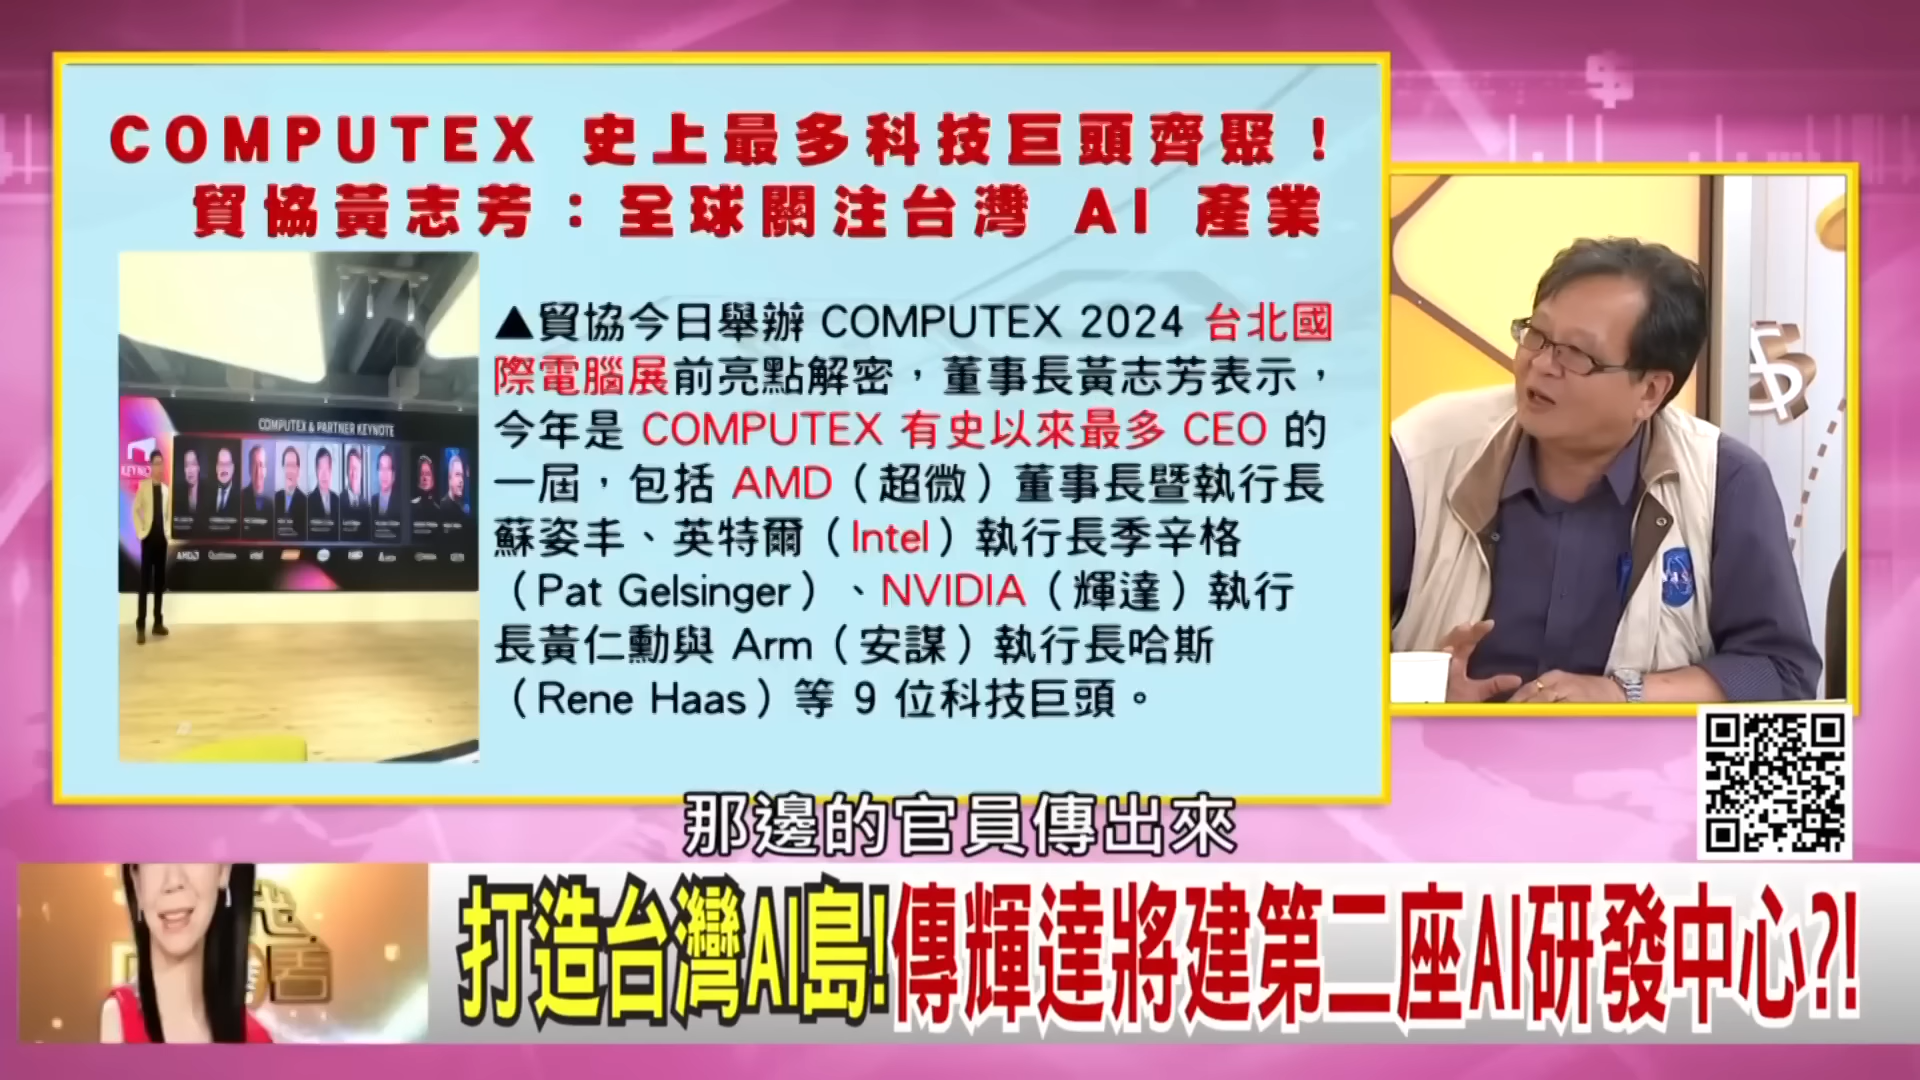 COMPUTEX 史上最多科技巨頭齊聚！
貿協黃志芳：全球關注台灣 AI 產業
▲貿協今日舉辦 COMPUTEX 2024 台北國
際電腦展前亮點解密，董事長黃志芳表示，
今年是 COMPUTEX 有史以來最多 CEO 的
一屆，包括 AMD（超微）董事長暨執行長
蘇姿丰、英特爾（Intel）執行長季辛格
（Pat Gelsinger）、NVIDIA（輝達）執行
長黃仁勳與 Arm（安謀）執行長哈斯
（Rene Haas）等 9 位科技巨頭。
COMPUTEX & PARTNER KEYNOTE
AMD
intel
那邊的官員傳出來
打造台灣AI島!傳輝達將建第二座AI研發中心?!